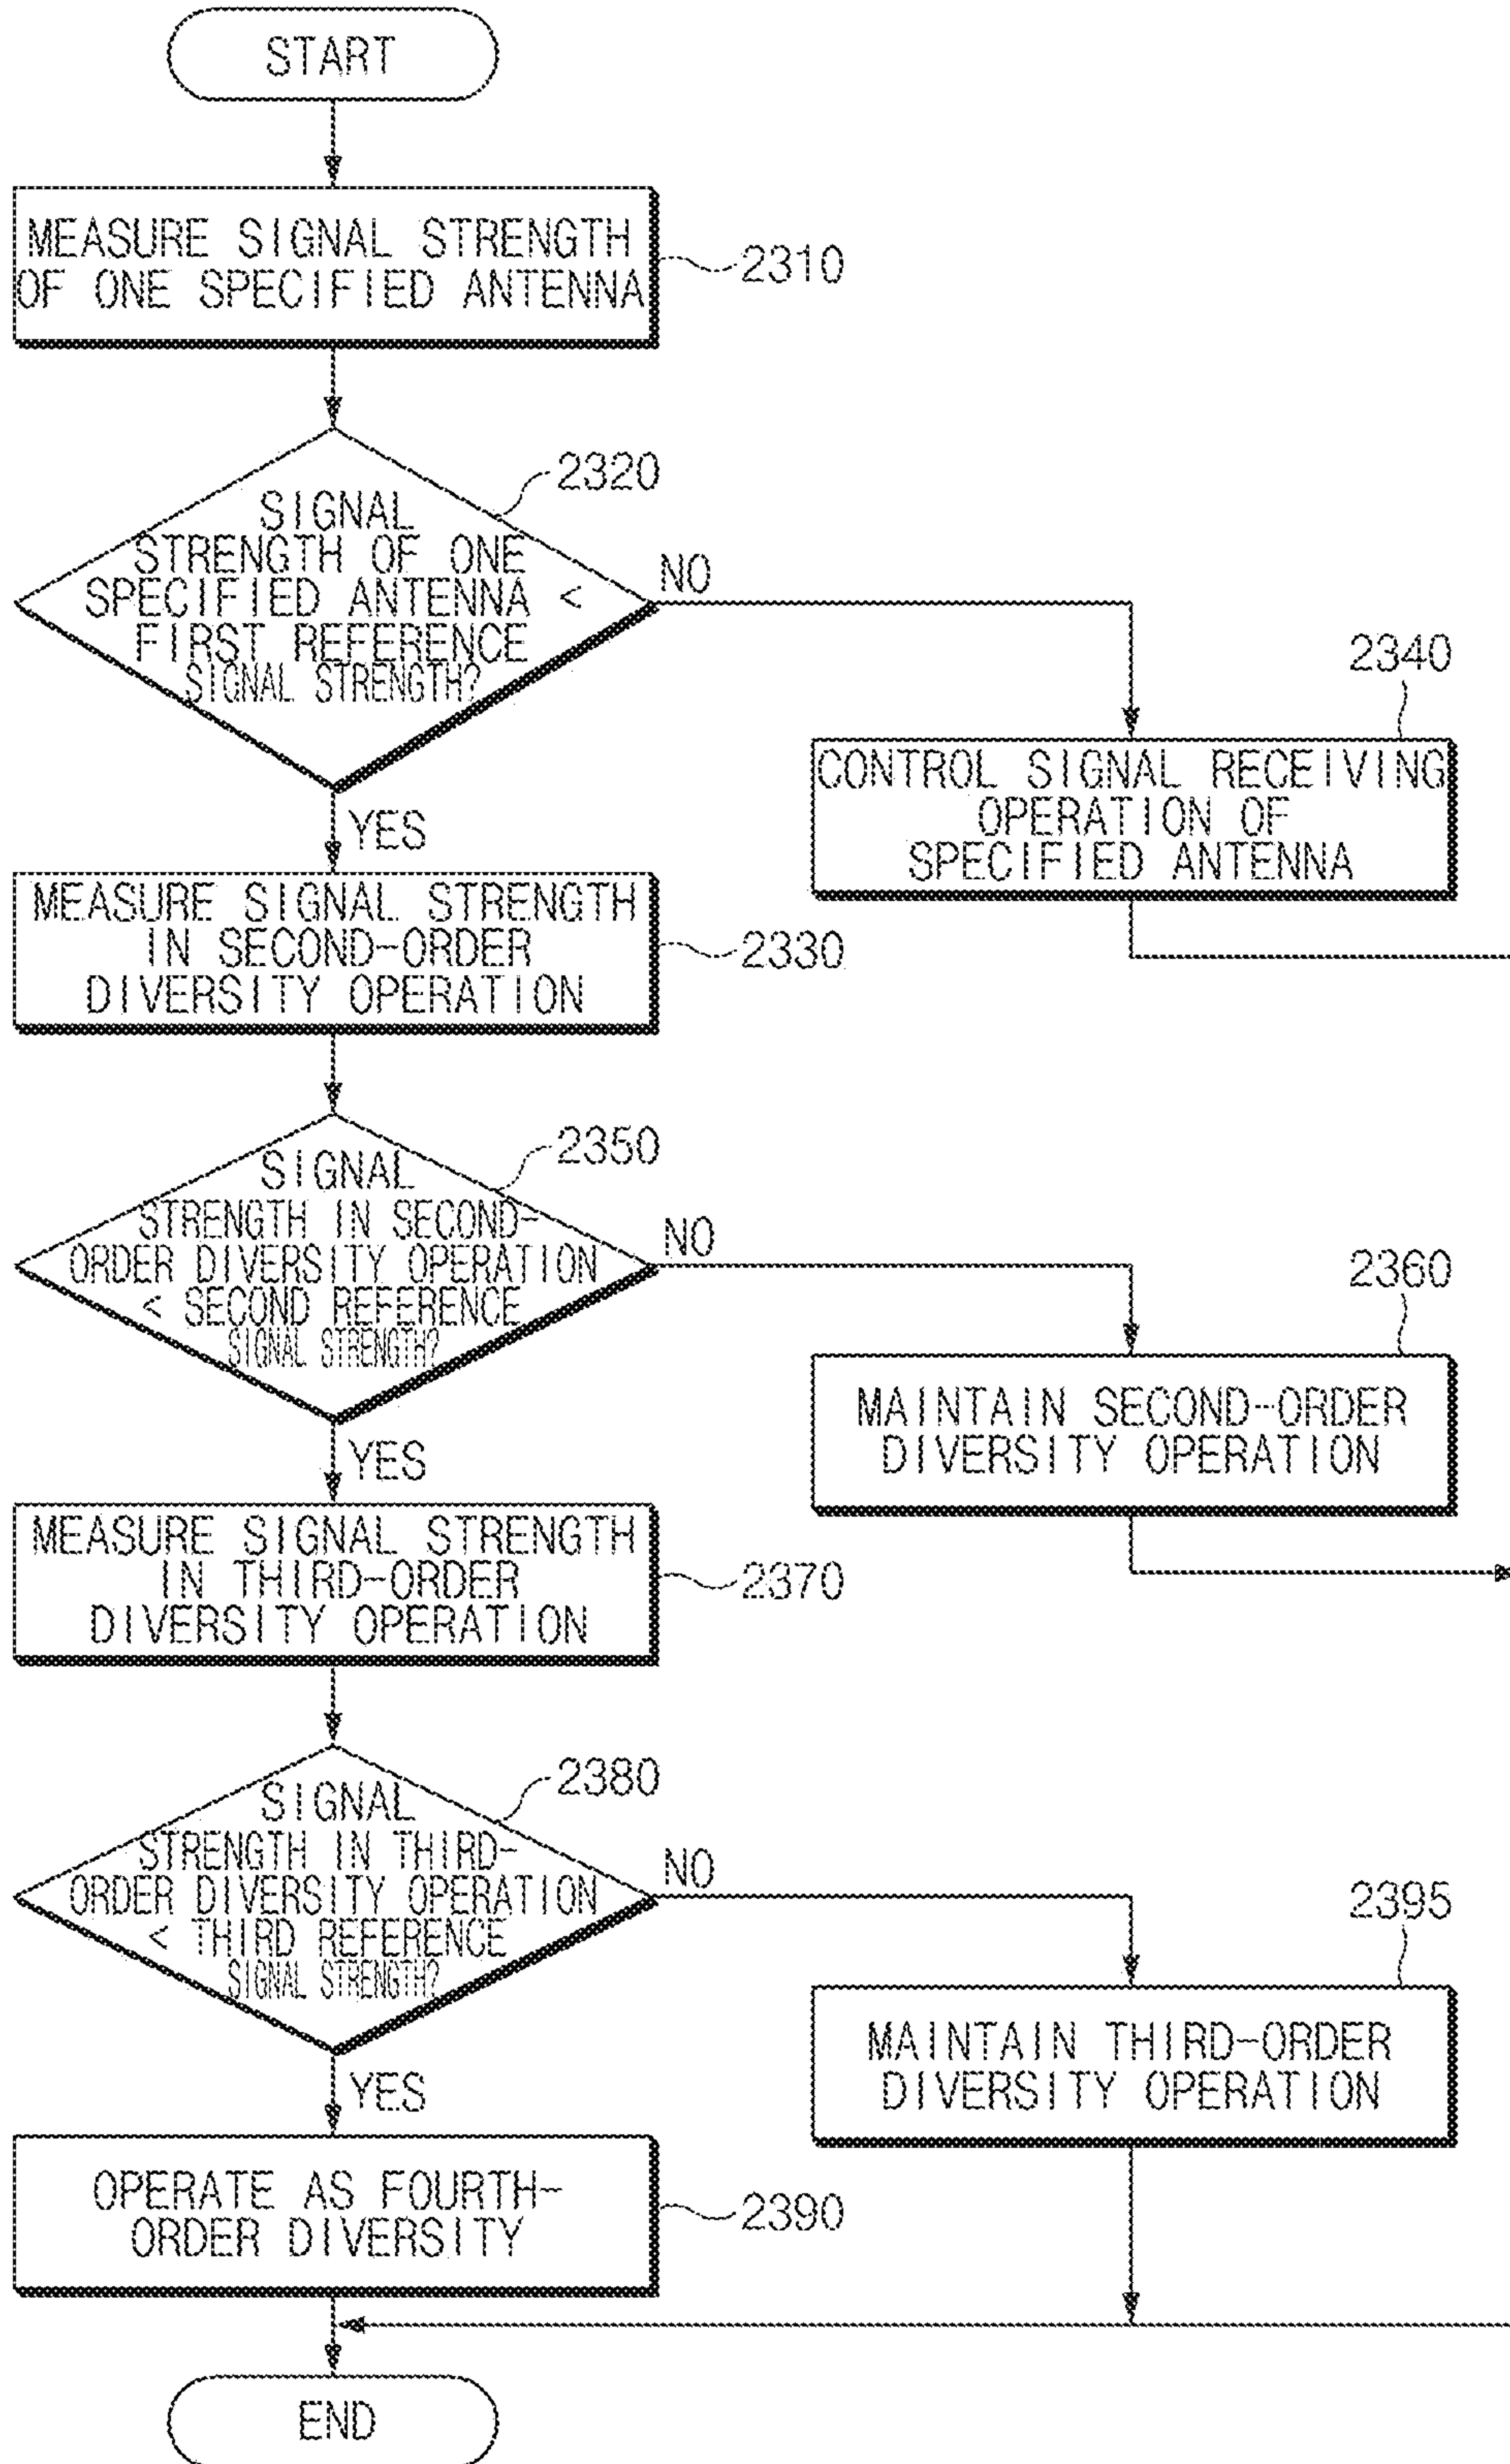 START
MEASURE SIGNAL STRENGTH
OF ONE SPECIFIED ANTENNA
2310
2320
SIGNAL
STRENGTH OF ONE
SPECIFIED ANTENNA <
FIRST REFERENCE
SIGNAL STRENGTH?
NO
YES
2340
CONTROL SIGNAL RECEIVING
OPERATION OF
SPECIFIED ANTENNA
MEASURE SIGNAL STRENGTH
IN SECOND-ORDER
DIVERSITY OPERATION
2330
2350
SIGNAL
STRENGTH IN SECOND-
ORDER DIVERSITY OPERATION
< SECOND REFERENCE
SIGNAL STRENGTH?
NO
YES
2360
MAINTAIN SECOND-ORDER
DIVERSITY OPERATION
MEASURE SIGNAL STRENGTH
IN THIRD-ORDER
DIVERSITY OPERATION
2370
2380
SIGNAL
STRENGTH IN THIRD-
ORDER DIVERSITY OPERATION
< THIRD REFERENCE
SIGNAL STRENGTH?
NO
YES
2395
MAINTAIN THIRD-ORDER
DIVERSITY OPERATION
OPERATE AS FOURTH-
ORDER DIVERSITY
2390
END